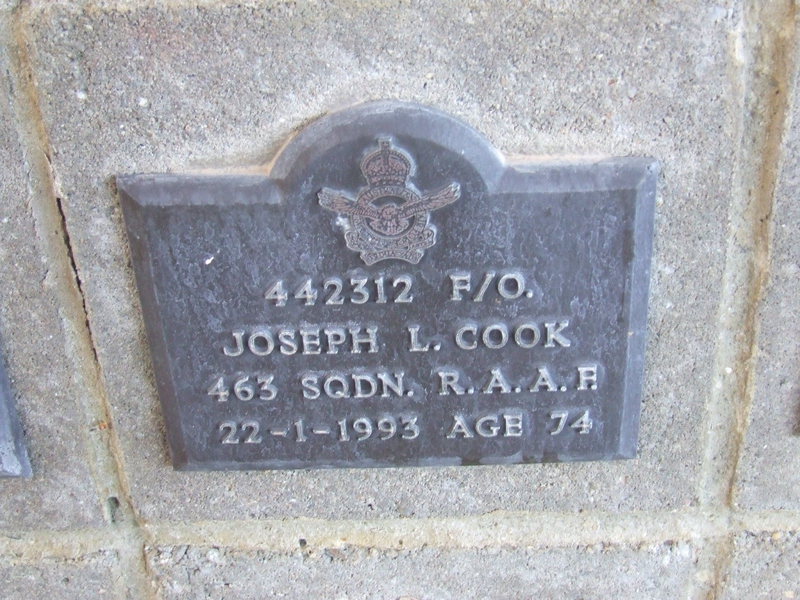 442312 F/O.
JOSEPH L. COOK
463 SQDN. R.A.A.F.
22-1-1993 AGE 74